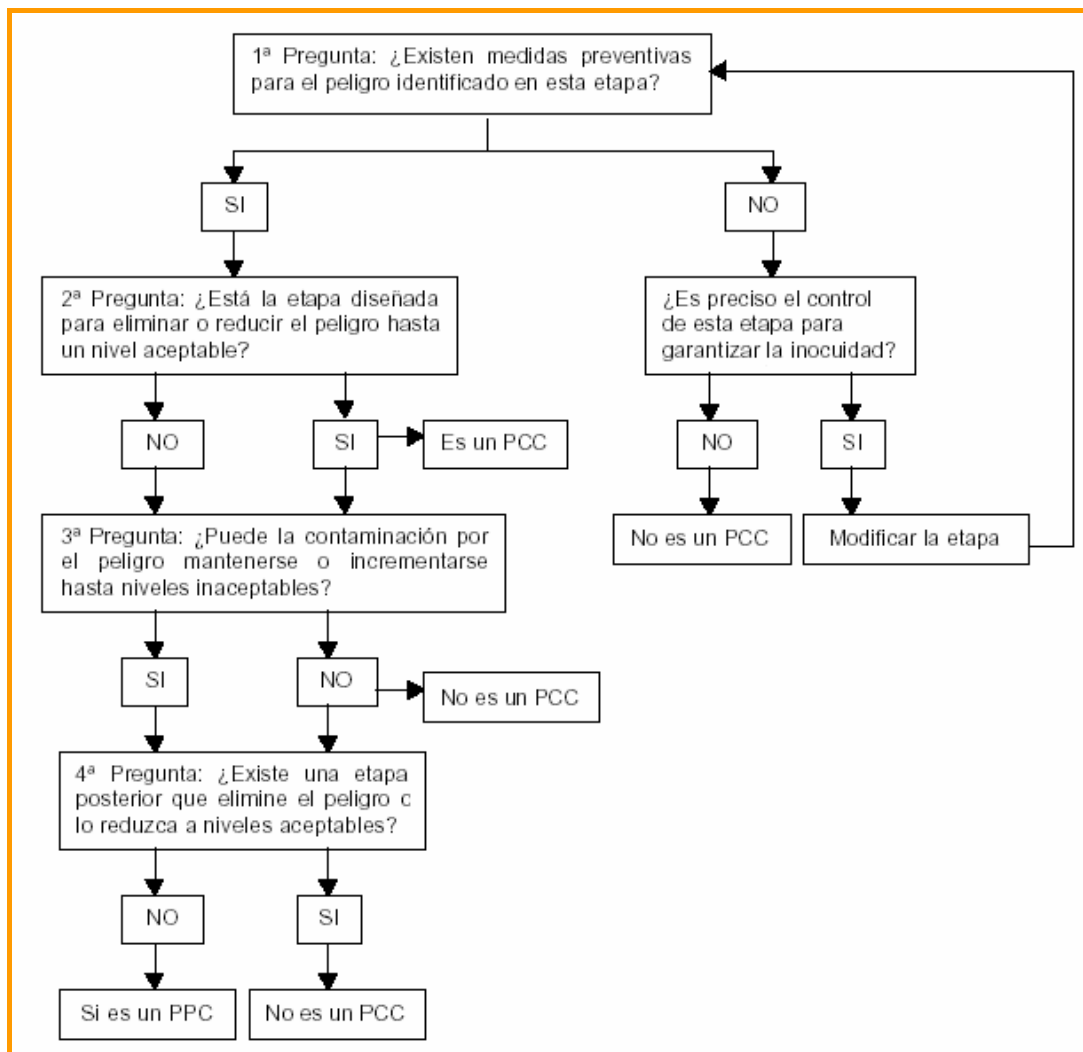 1ª Pregunta: ¿Existen medidas preventivas
para el peligro identificado en esta etapa?
SI
NO
2ª Pregunta: ¿Está la etapa diseñada
para eliminar o reducir el peligro hasta
un nivel aceptable?
¿Es preciso el control
de esta etapa para
garantizar la inocuidad?
NO
SI
Es un PCC
NO
SI
3ª Pregunta: ¿Puede la contaminación por
el peligro mantenerse o incrementarse
hasta niveles inaceptables?
No es un PCC
Modificar la etapa
SI
NO
No es un PCC
4ª Pregunta: ¿Existe una etapa
posterior que elimine el peligro o
lo reduzca a niveles aceptables?
NO
SI
Si es un PPC
No es un PCC